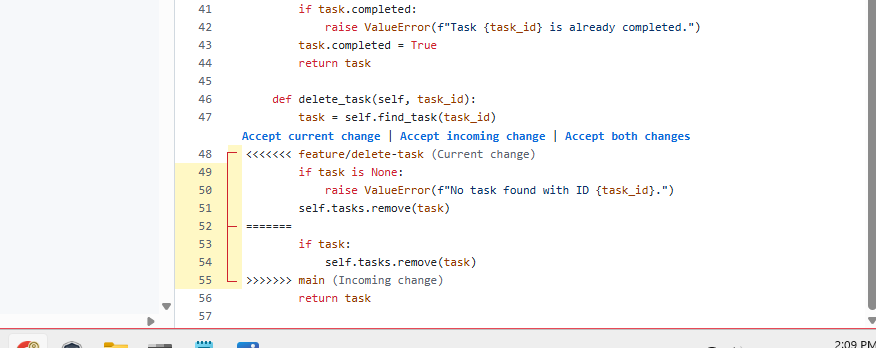 41 if task.completed:
42 raise ValueError(f"Task {task_id} is already completed.")
43 task.completed = True
44 return task
45
46 def delete_task(self, task_id):
47 task = self.find_task(task_id)
Accept current change | Accept incoming change | Accept both changes
48 <<<<<<< feature/delete-task (Current change)
49 if task is None:
50 raise ValueError(f"No task found with ID {task_id}.")
51 self.tasks.remove(task)
52 =======
53 if task:
54 self.tasks.remove(task)
55 >>>>>>> main (Incoming change)
56 return task
57
2:09 PM